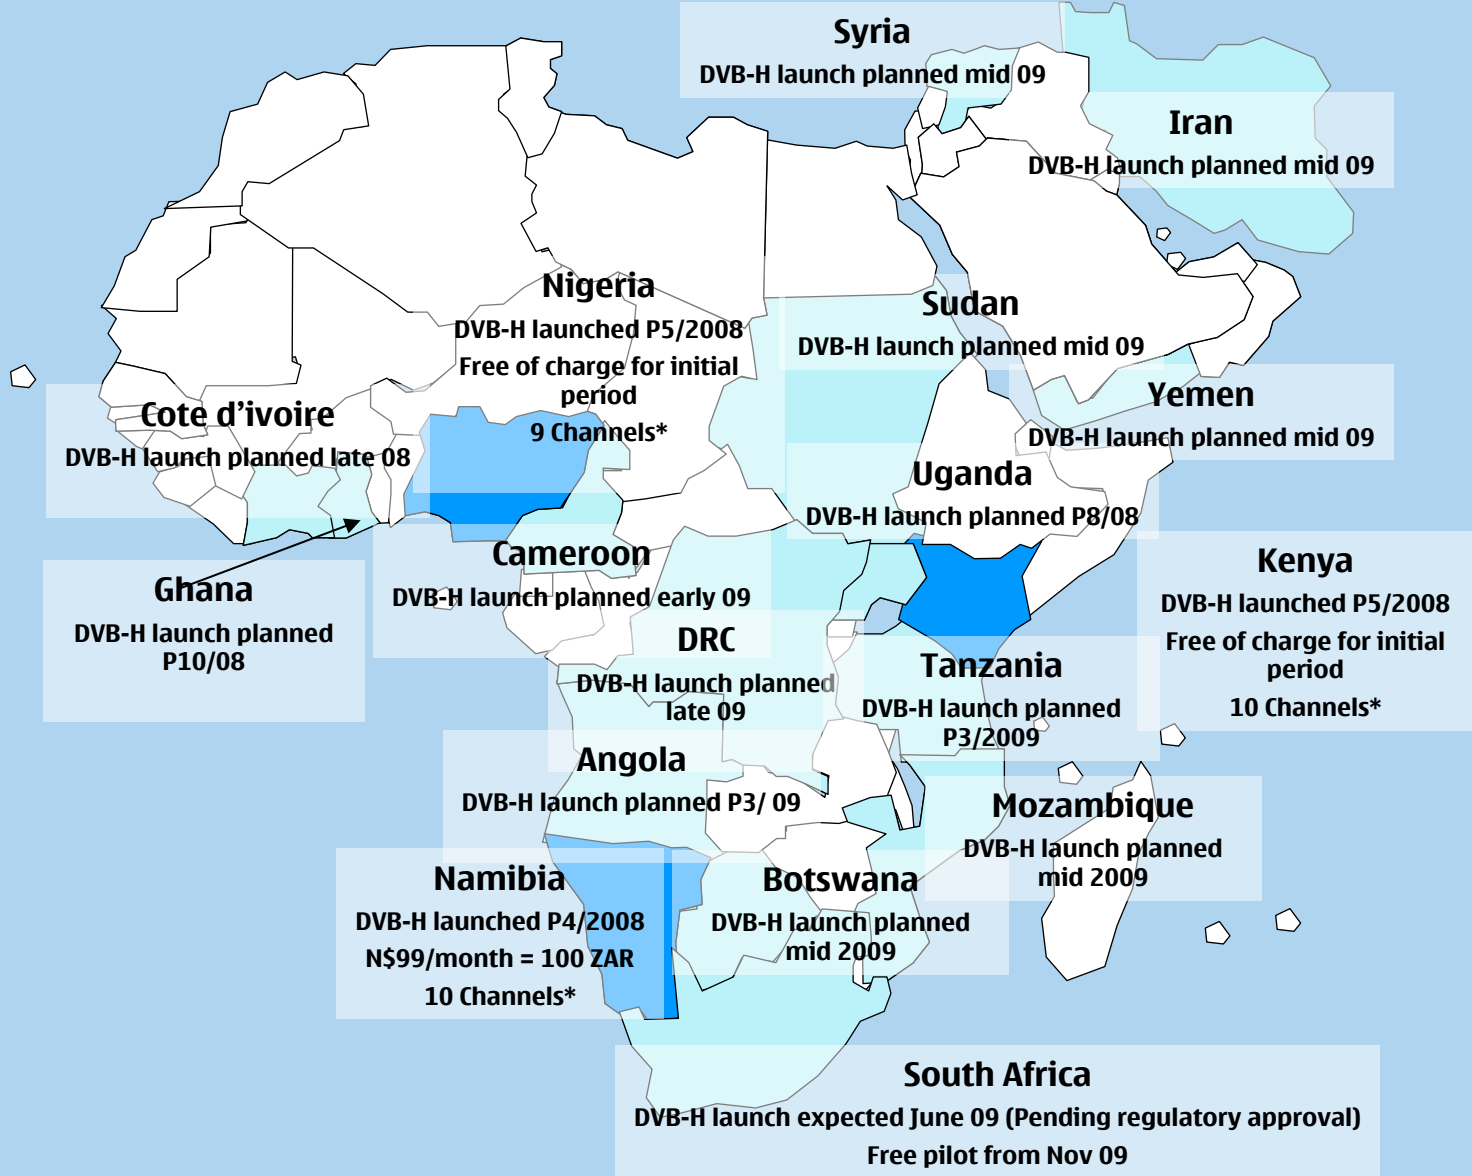 Syria
DVB-H launch planned mid 09
Iran
DVB-H launch planned mid 09
Nigeria
DVB-H launched P5/2008
Free of charge for initial
period
9 Channels*
Sudan
DVB-H launch planned mid 09
Cote d'ivoire
DVB-H launch planned late 08
Yemen
DVB-H launch planned mid 09
Uganda
DVB-H launch planned P8/08
Ghana
DVB-H launch planned
P10/08
Cameroon
DVB-H launch planned early 09
Kenya
DVB-H launched P5/2008
Free of charge for initial
period
10 Channels*
DRC
DVB-H launch planned
late 09
Tanzania
DVB-H launch planned
P3/2009
Angola
DVB-H launch planned P3/ 09
Mozambique
DVB-H launch planned
mid 2009
Namibia
DVB-H launched P4/2008
N$99/month = 100 ZAR
10 Channels*
Botswana
DVB-H launch planned
mid 2009
South Africa
DVB-H launch expected June 09 (Pending regulatory approval)
Free pilot from Nov 09